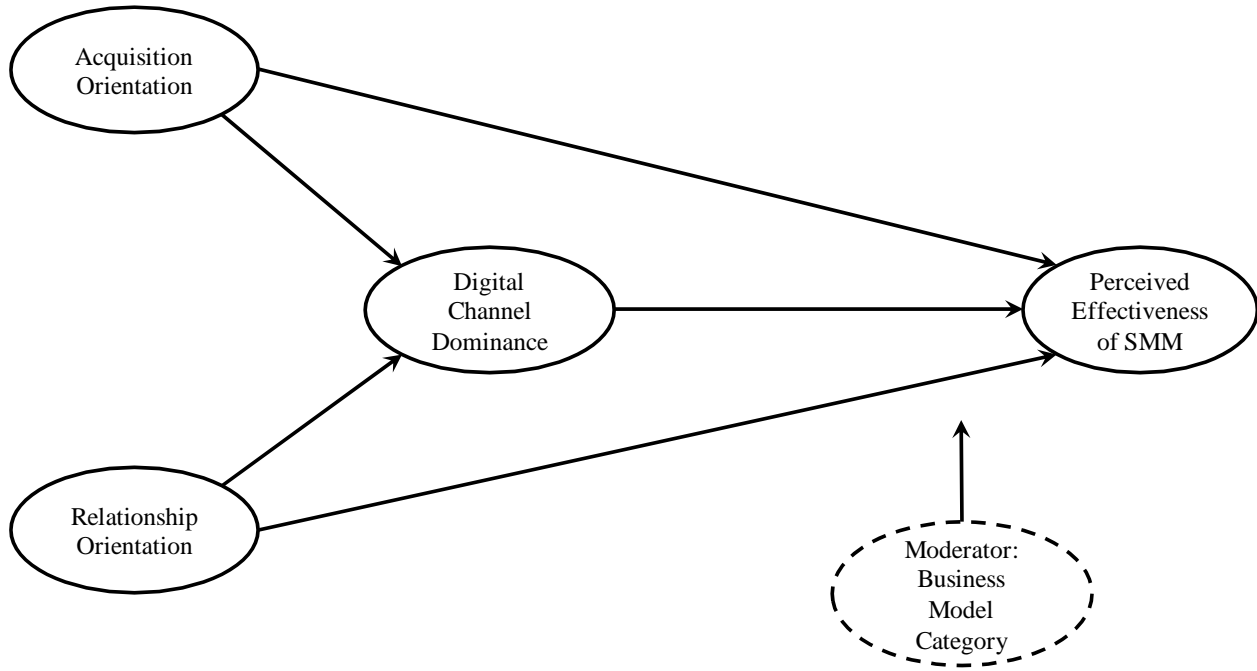 Acquisition
Orientation
Digital
Channel
Dominance
Perceived
Effectiveness
of SMM
Relationship
Orientation
Moderator:
Business
Model
Category